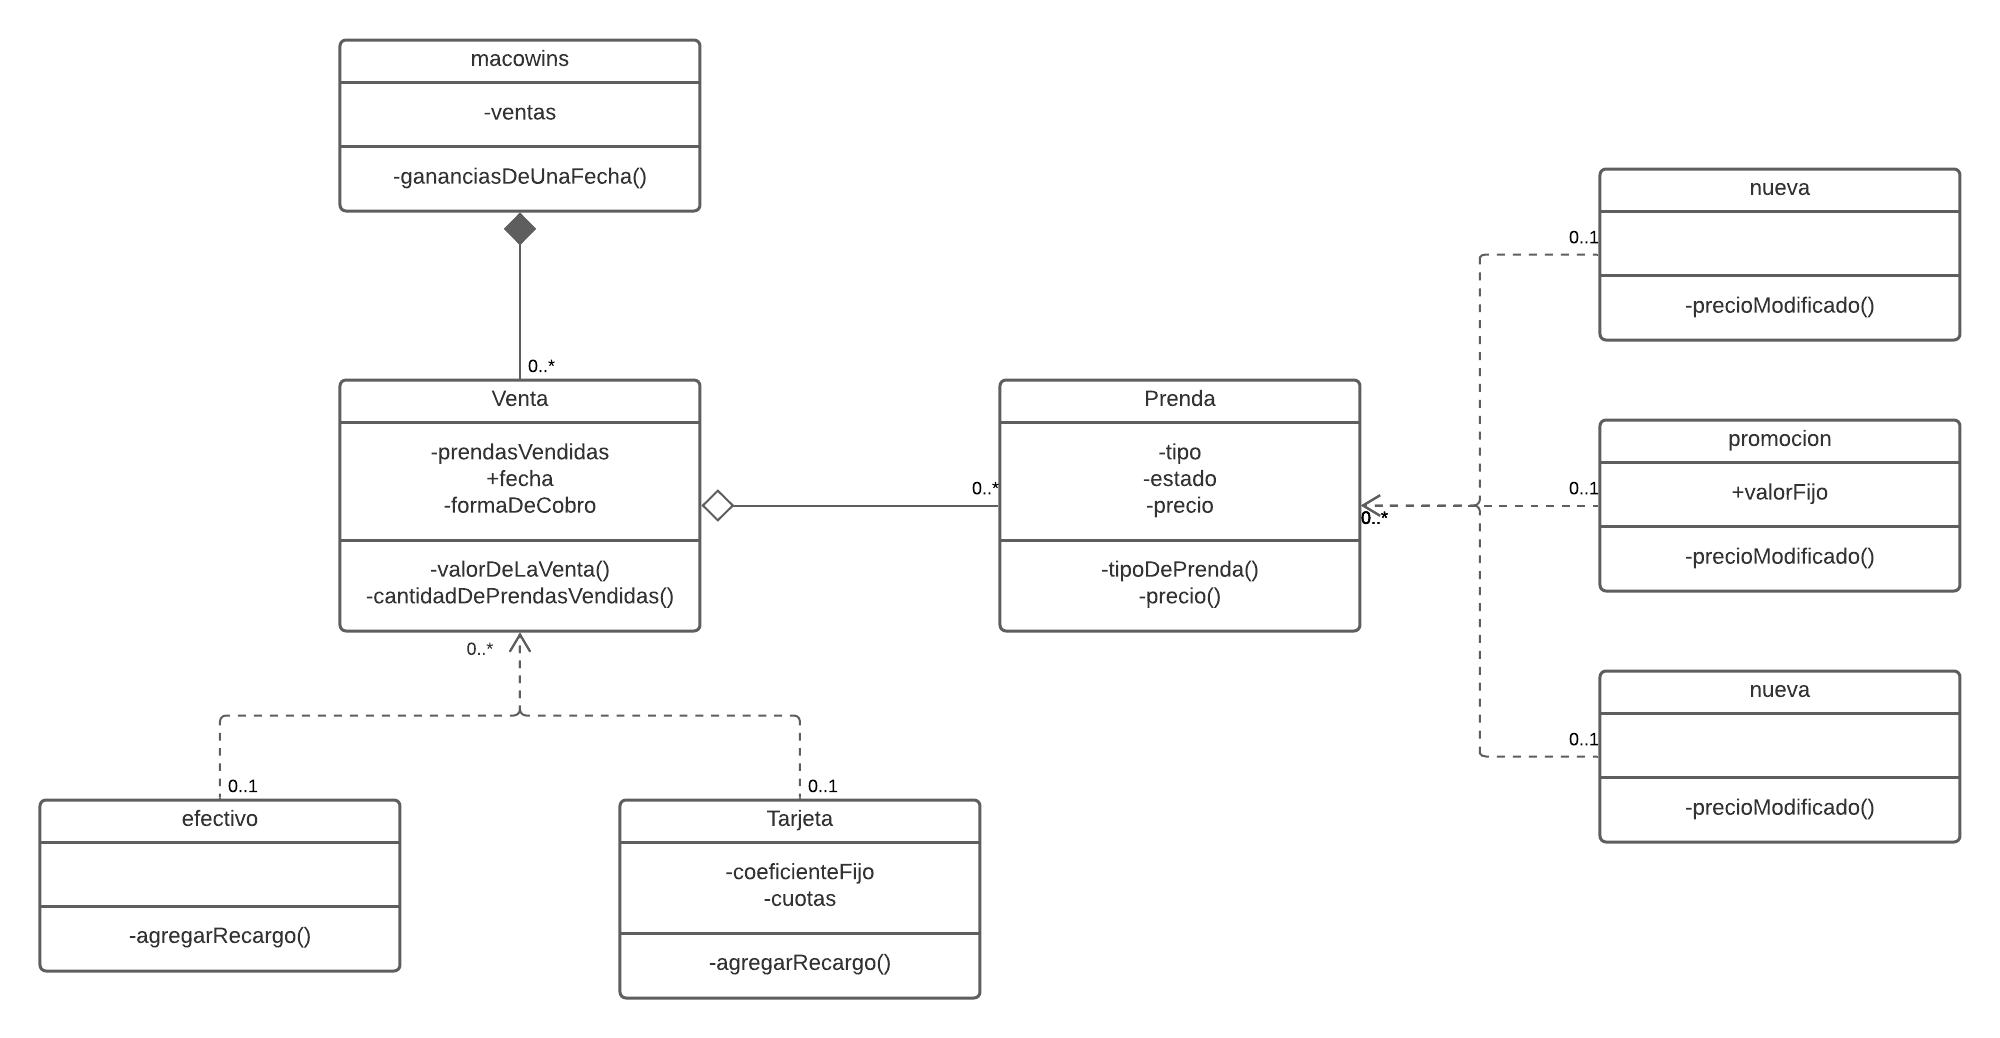 macowins
-ventas
-gananciasDeUnaFecha()
0..*
Venta
-prendasVendidas
+fecha
-formaDeCobro
-valorDeLaVenta()
-cantidadDePrendasVendidas()
0..*
0..*
Prenda
-tipo
-estado
-precio
-tipoDePrenda()
-precio()
0..*
nueva
-precioModificado()
0..1
promocion
+valorFijo
-precioModificado()
0..1
nueva
-precioModificado()
0..1
0..1
efectivo
-agregarRecargo()
0..1
Tarjeta
-coeficienteFijo
-cuotas
-agregarRecargo()